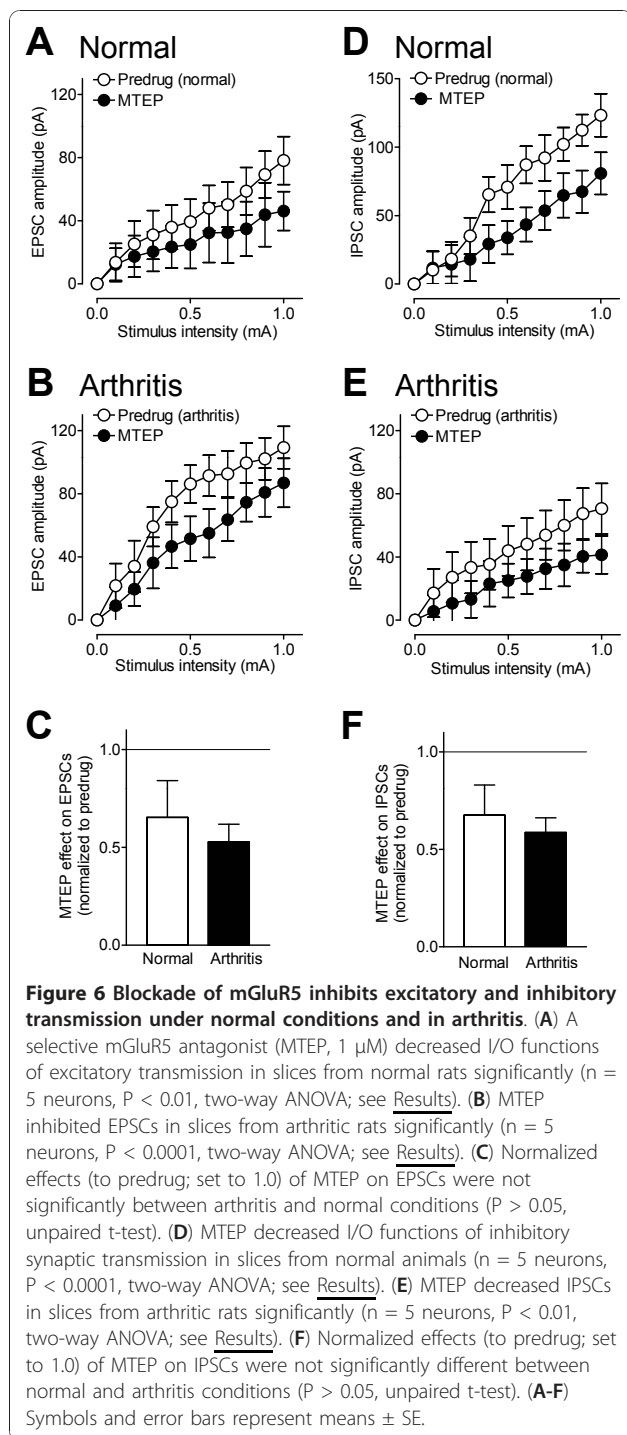 A Normal
Predrug (normal)
MTEP
120
80
40
0
EPSC amplitude (pA)
0.0 0.5 1.0
Stimulus intensity (mA)
D Normal
Predrug (normal)
MTEP
150
100
50
0
IPSC amplitude (pA)
0.0 0.5 1.0
Stimulus intensity (mA)
B Arthritis
Predrug (arthritis)
MTEP
120
80
40
0
EPSC amplitude (pA)
0.0 0.5 1.0
Stimulus intensity (mA)
E Arthritis
Predrug (arthritis)
MTEP
120
80
40
0
IPSC amplitude (pA)
0.0 0.5 1.0
Stimulus intensity (mA)
C
1.0
0.5
0.0
MTEP effect on EPSCs
(normalized to predrug)
Normal Arthritis
F
1.0
0.5
0.0
MTEP effect on IPSCs
(normalized to predrug)
Normal Arthritis
Figure 6 Blockade of mGluR5 inhibits excitatory and inhibitory
transmission under normal conditions and in arthritis. (A) A
selective mGluR5 antagonist (MTEP, 1 μM) decreased I/O functions
of excitatory transmission in slices from normal rats significantly (n =
5 neurons, P < 0.01, two-way ANOVA; see Results). (B) MTEP
inhibited EPSCs in slices from arthritic rats significantly (n = 5
neurons, P < 0.0001, two-way ANOVA; see Results). (C) Normalized
effects (to predrug; set to 1.0) of MTEP on EPSCs were not
significantly between arthritis and normal conditions (P > 0.05,
unpaired t-test). (D) MTEP decreased I/O functions of inhibitory
synaptic transmission in slices from normal animals (n = 5 neurons,
P < 0.0001, two-way ANOVA; see Results). (E) MTEP decreased IPSCs
in slices from arthritic rats significantly (n = 5 neurons, P < 0.01,
two-way ANOVA; see Results). (F) Normalized effects (to predrug; set
to 1.0) of MTEP on IPSCs were not significantly different between
normal and arthritis conditions (P > 0.05, unpaired t-test). (A-F)
Symbols and error bars represent means ± SE.